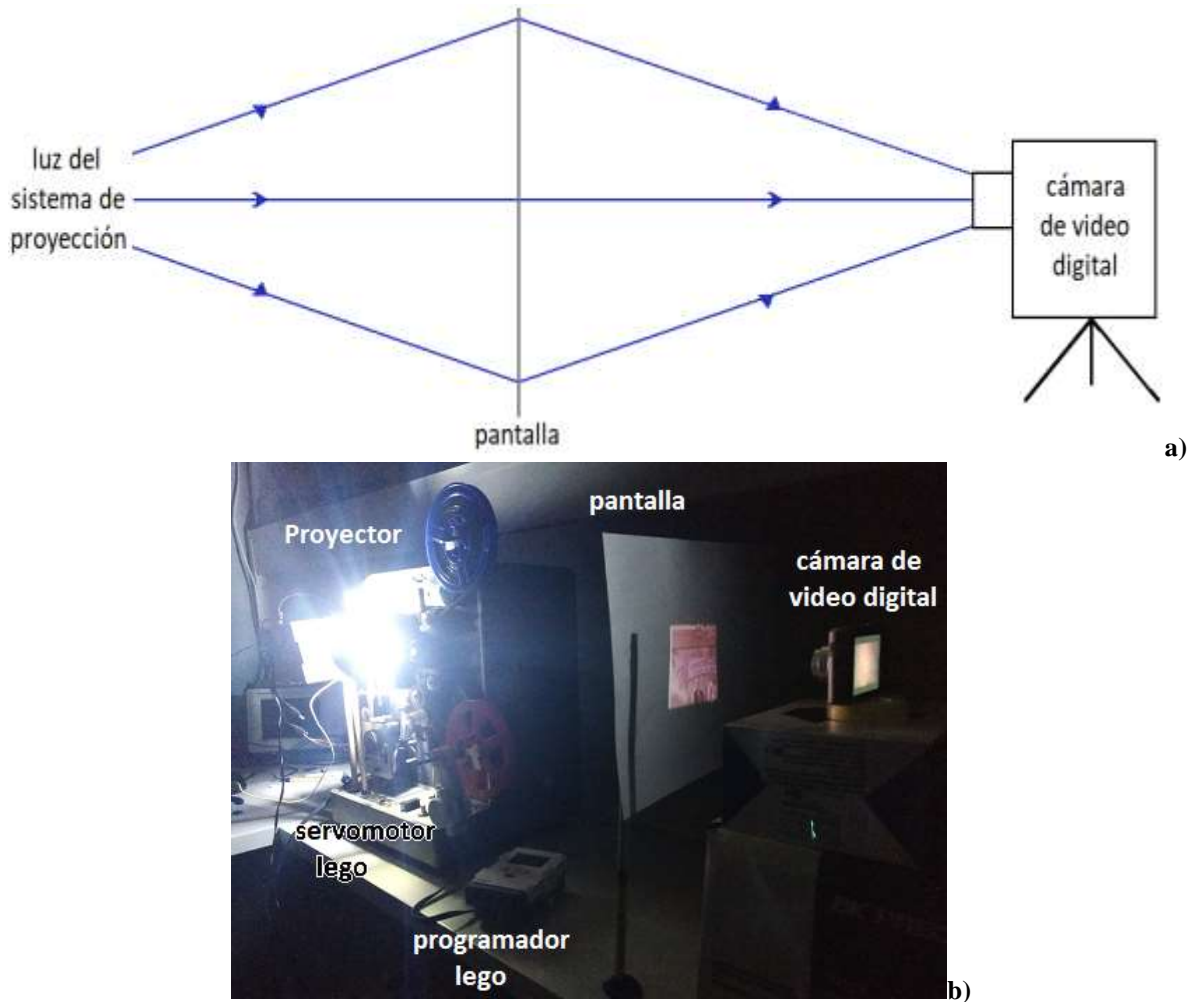 luz del
sistema de
proyección
cámara
de video
digital
pantalla
a)
Proyector
pantalla
cámara de
video digital
servomotor
lego
programador
lego
b)